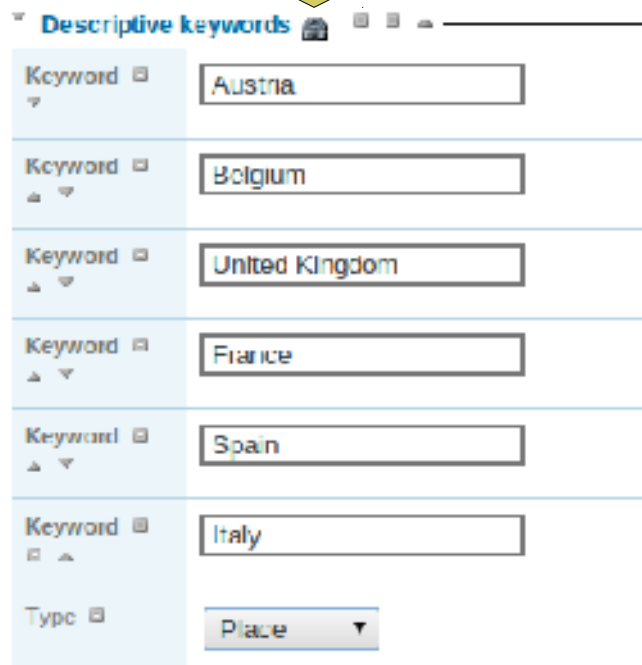 Descriptive keywords
Keyword
Austria
Keyword
Belgium
Keyword
United Kingdom
Keyword
France
Keyword
Spain
Keyword
Italy
Type
Place